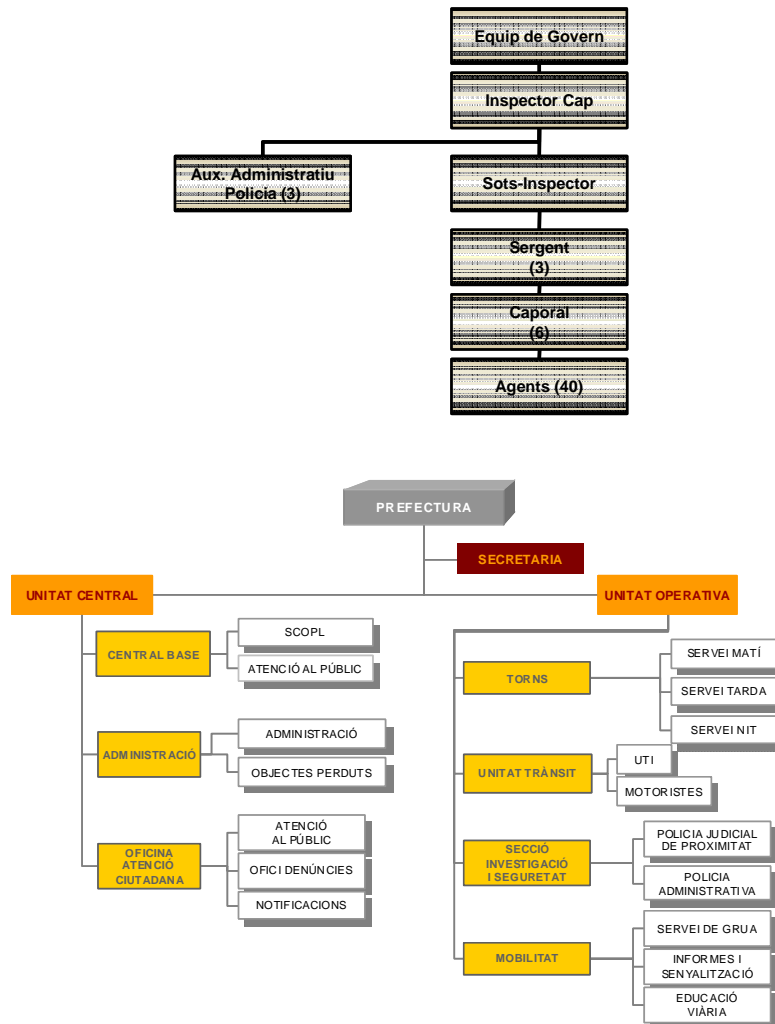 Equip de Govern
Inspector Cap
Aux. Administratiu
Policia (3)
Sots-Inspector
Sergent
(3)
Caporal
(6)
Agents (40)
PREFECTURA
SECRETARIA
UNITAT CENTRAL
UNITAT OPERATIVA
CENTRAL BASE
SCOPL
ATENCIÓ AL PÚBLIC
ADMINISTRACIÓ
ADMINISTRACIÓ
OBJECTES PERDUTS
OFICINA
ATENCIÓ
CIUTADANA
ATENCIÓ
AL PÚBLIC
OFICI DENÚNCIES
NOTIFICACIONS
TORNS
SERVEI MATÍ
SERVEI TARDA
SERVEI NIT
UNITAT TRÀNSIT
UTI
MOTORISTES
SECCIÓ
INVESTIGACIÓ
I SEGURETAT
POLICIA JUDICIAL
DE PROXIMITAT
POLICIA
ADMINISTRATIVA
MOBILITAT
SERVEI DE GRUA
INFORMES I
SENYALITZACIÓ
EDUCACIÓ
VIÀRIA